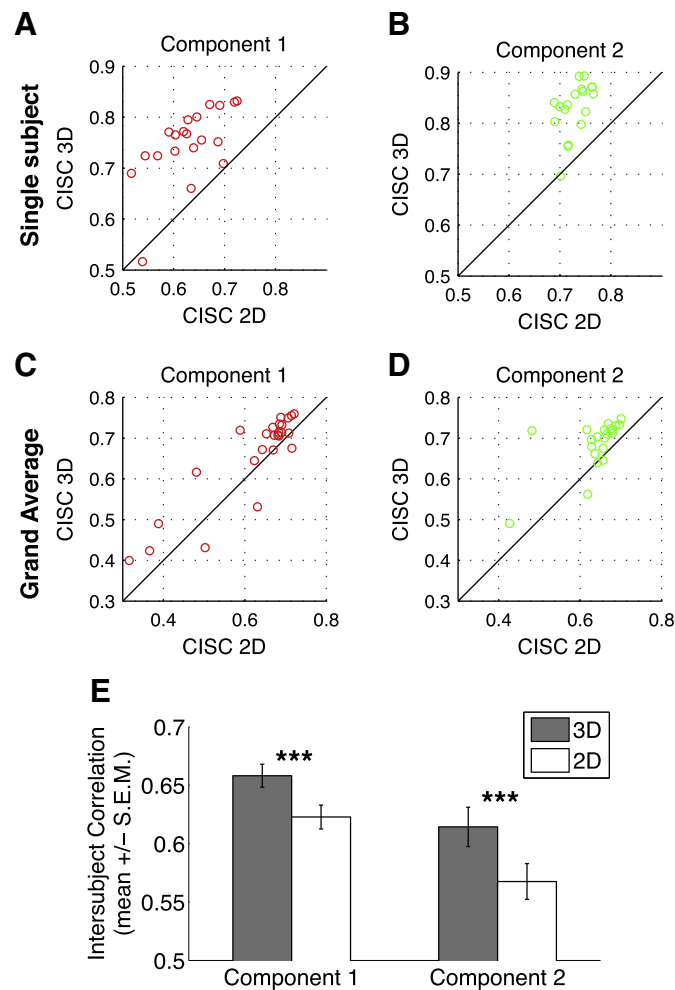 A
Component 1
Single subject
CISC 3D
0.9
0.8
0.7
0.6
0.5
0.5 0.6 0.7 0.8
CISC 2D
B
Component 2
CISC 3D
0.9
0.8
0.7
0.6
0.5
0.5 0.6 0.7 0.8
CISC 2D
C
Component 1
Grand Average
CISC 3D
0.8
0.7
0.6
0.5
0.4
0.3
0.4 0.6 0.8
CISC 2D
D
Component 2
CISC 3D
0.8
0.7
0.6
0.5
0.4
0.3
0.4 0.6 0.8
CISC 2D
E
Intersubject Correlation
(mean +/− S.E.M.)
0.7
0.65
0.6
0.55
0.5
***
***
3D
2D
Component 1 Component 2